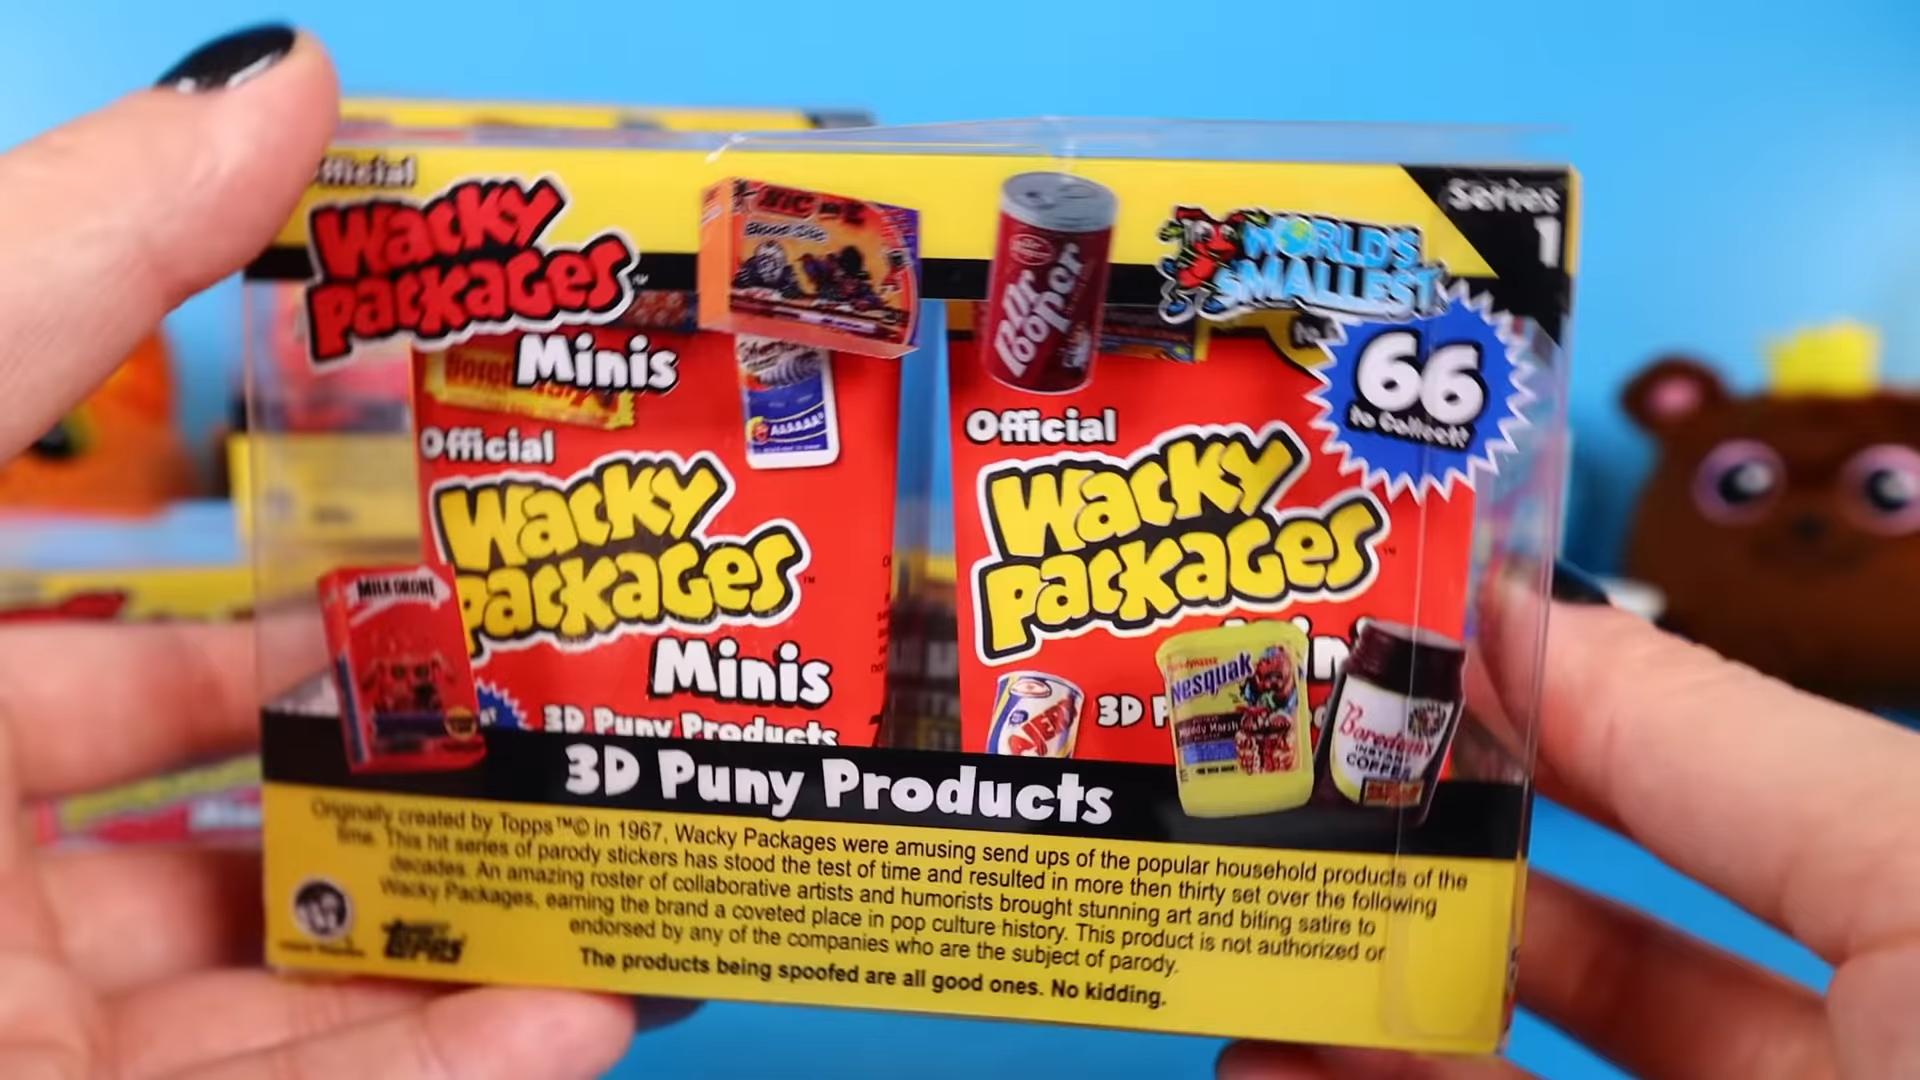 Official
Wacky
Packages
Minis
Series
1
WORLD'S
SMALLEST
66
to Collect!
Dr
Pooper
Official
Wacky
Packages
Minis
3D Puny Products
Official
Wacky
Packages
3D
MILK DRONE
AJERX
Nesquak
Boredom's
INSTANT
COFFEE
3D Puny Products
Originally created by Topps™© in 1967, Wacky Packages were amusing send ups of the popular household products of the
time. This hit series of parody stickers has stood the test of time and resulted in more then thirty set over the following
decades. An amazing roster of collaborative artists and humorists brought stunning art and biting satire to
Wacky Packages, earning the brand a coveted place in pop culture history. This product is not authorized or
endorsed by any of the companies who are the subject of parody.
The products being spoofed are all good ones. No kidding.
Topps